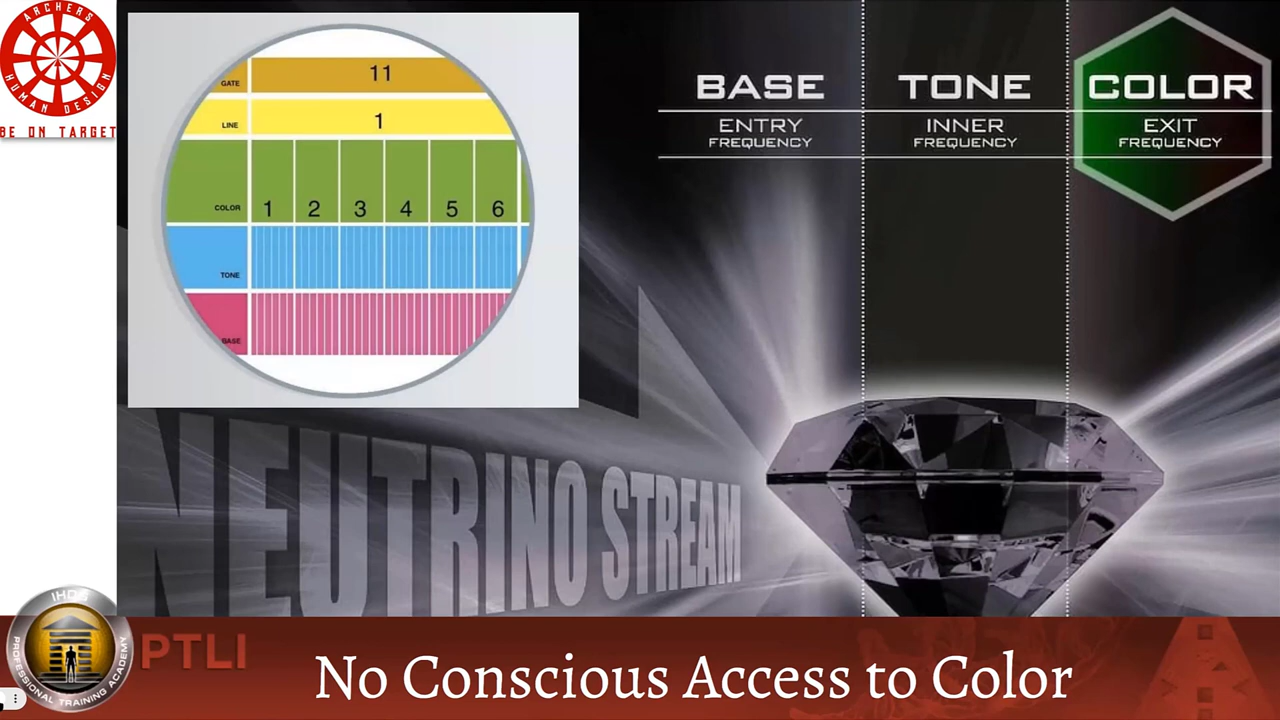 ARCHERS
HUMAN DESIGN
BE ON TARGET
GATE 11
LINE 1
COLOR 1 2 3 4 5 6
TONE
BASE
BASE TONE COLOR
ENTRY INNER EXIT
FREQUENCY FREQUENCY FREQUENCY
NEUTRINO STREAM
IHDS
PROFESSIONAL TRAINING ACADEMY
PTLI
No Conscious Access to Color